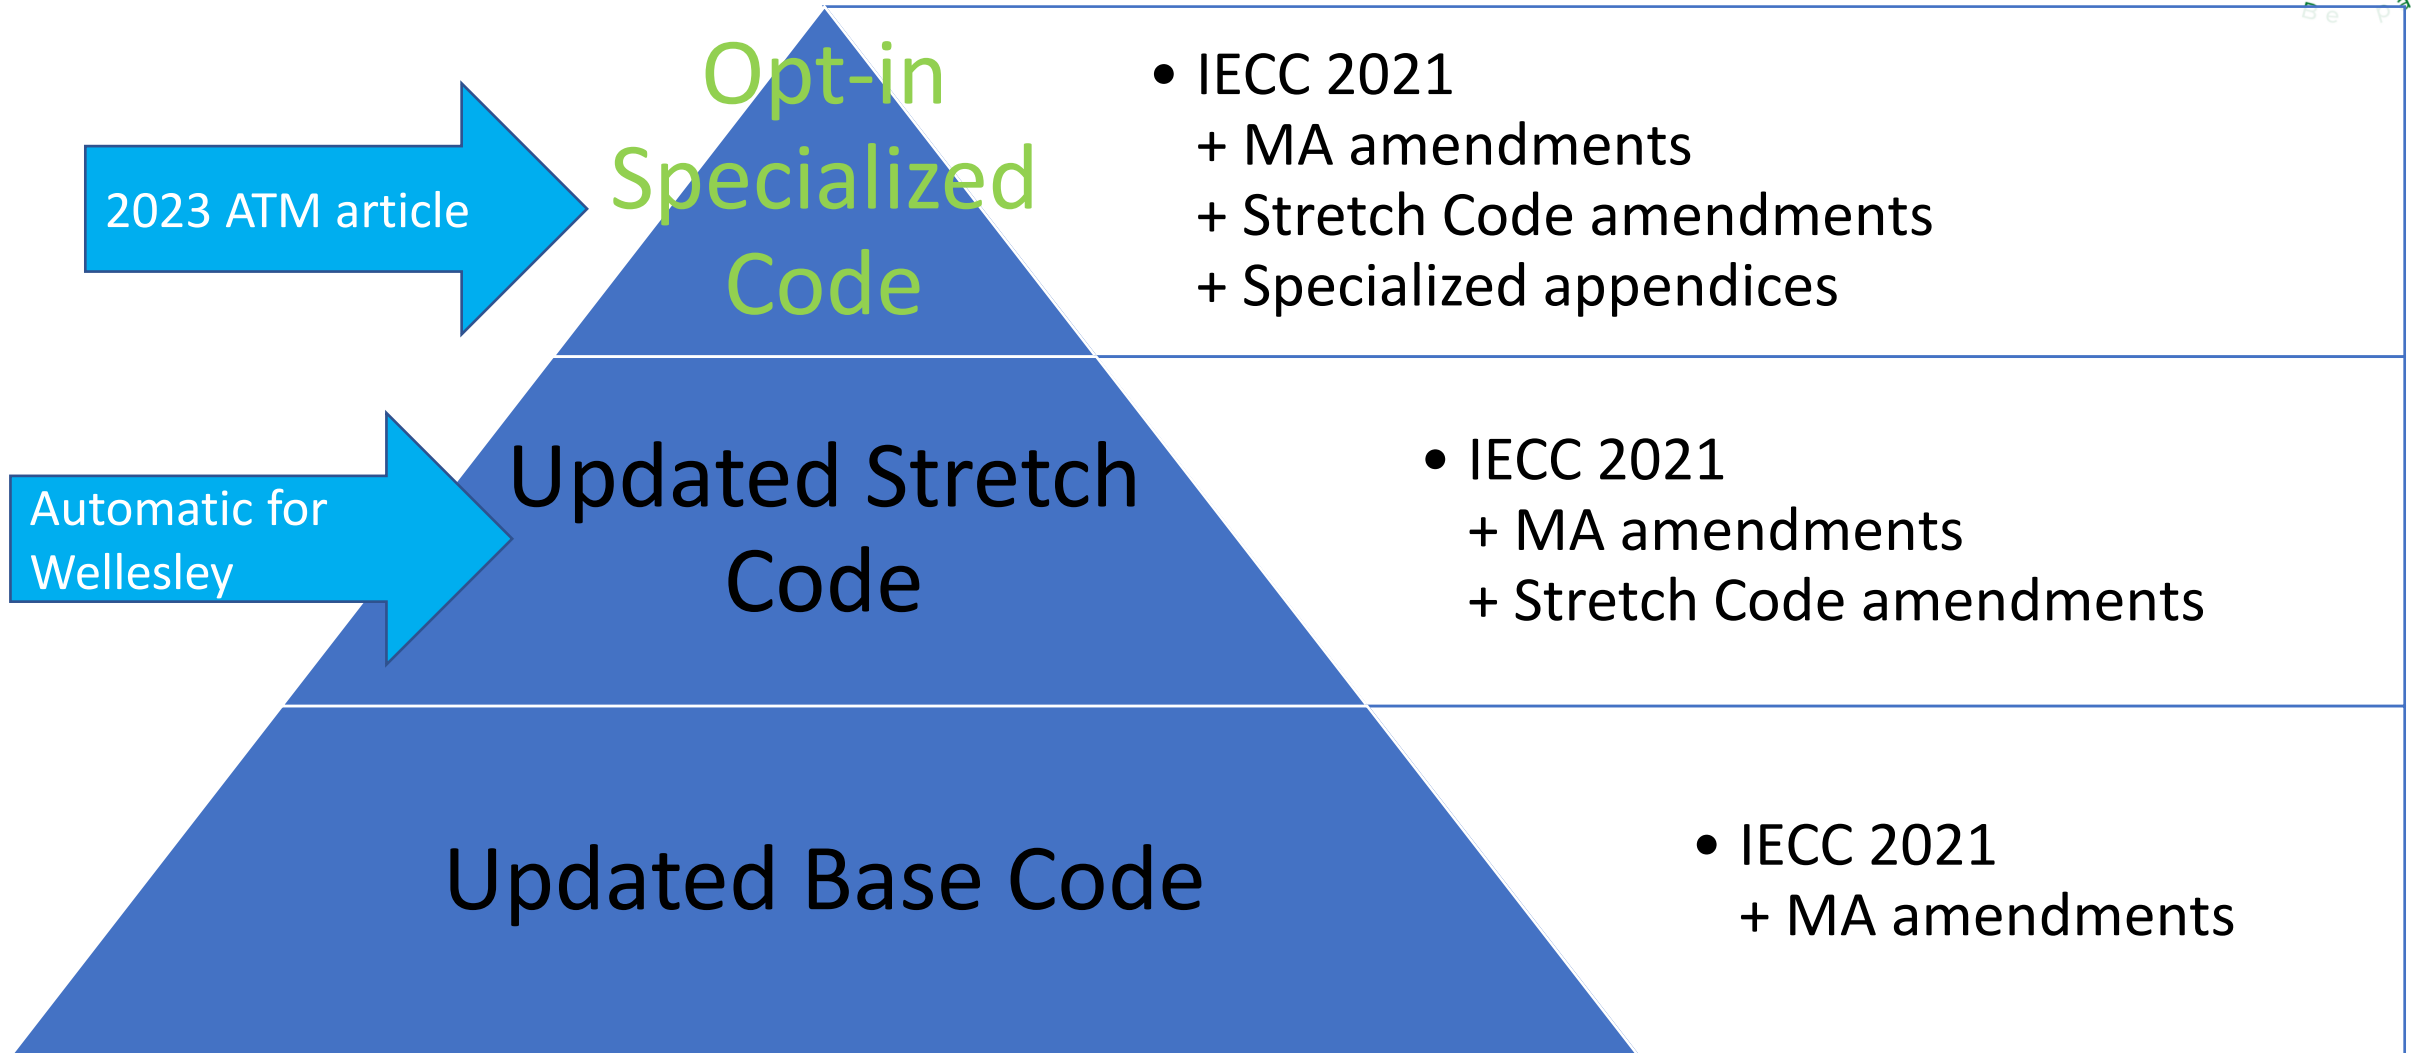 Opt-in
Specialized
Code
2023 ATM article
• IECC 2021
+ MA amendments
+ Stretch Code amendments
+ Specialized appendices
Updated Stretch
Code
Automatic for
Wellesley
• IECC 2021
+ MA amendments
+ Stretch Code amendments
Updated Base Code
• IECC 2021
+ MA amendments